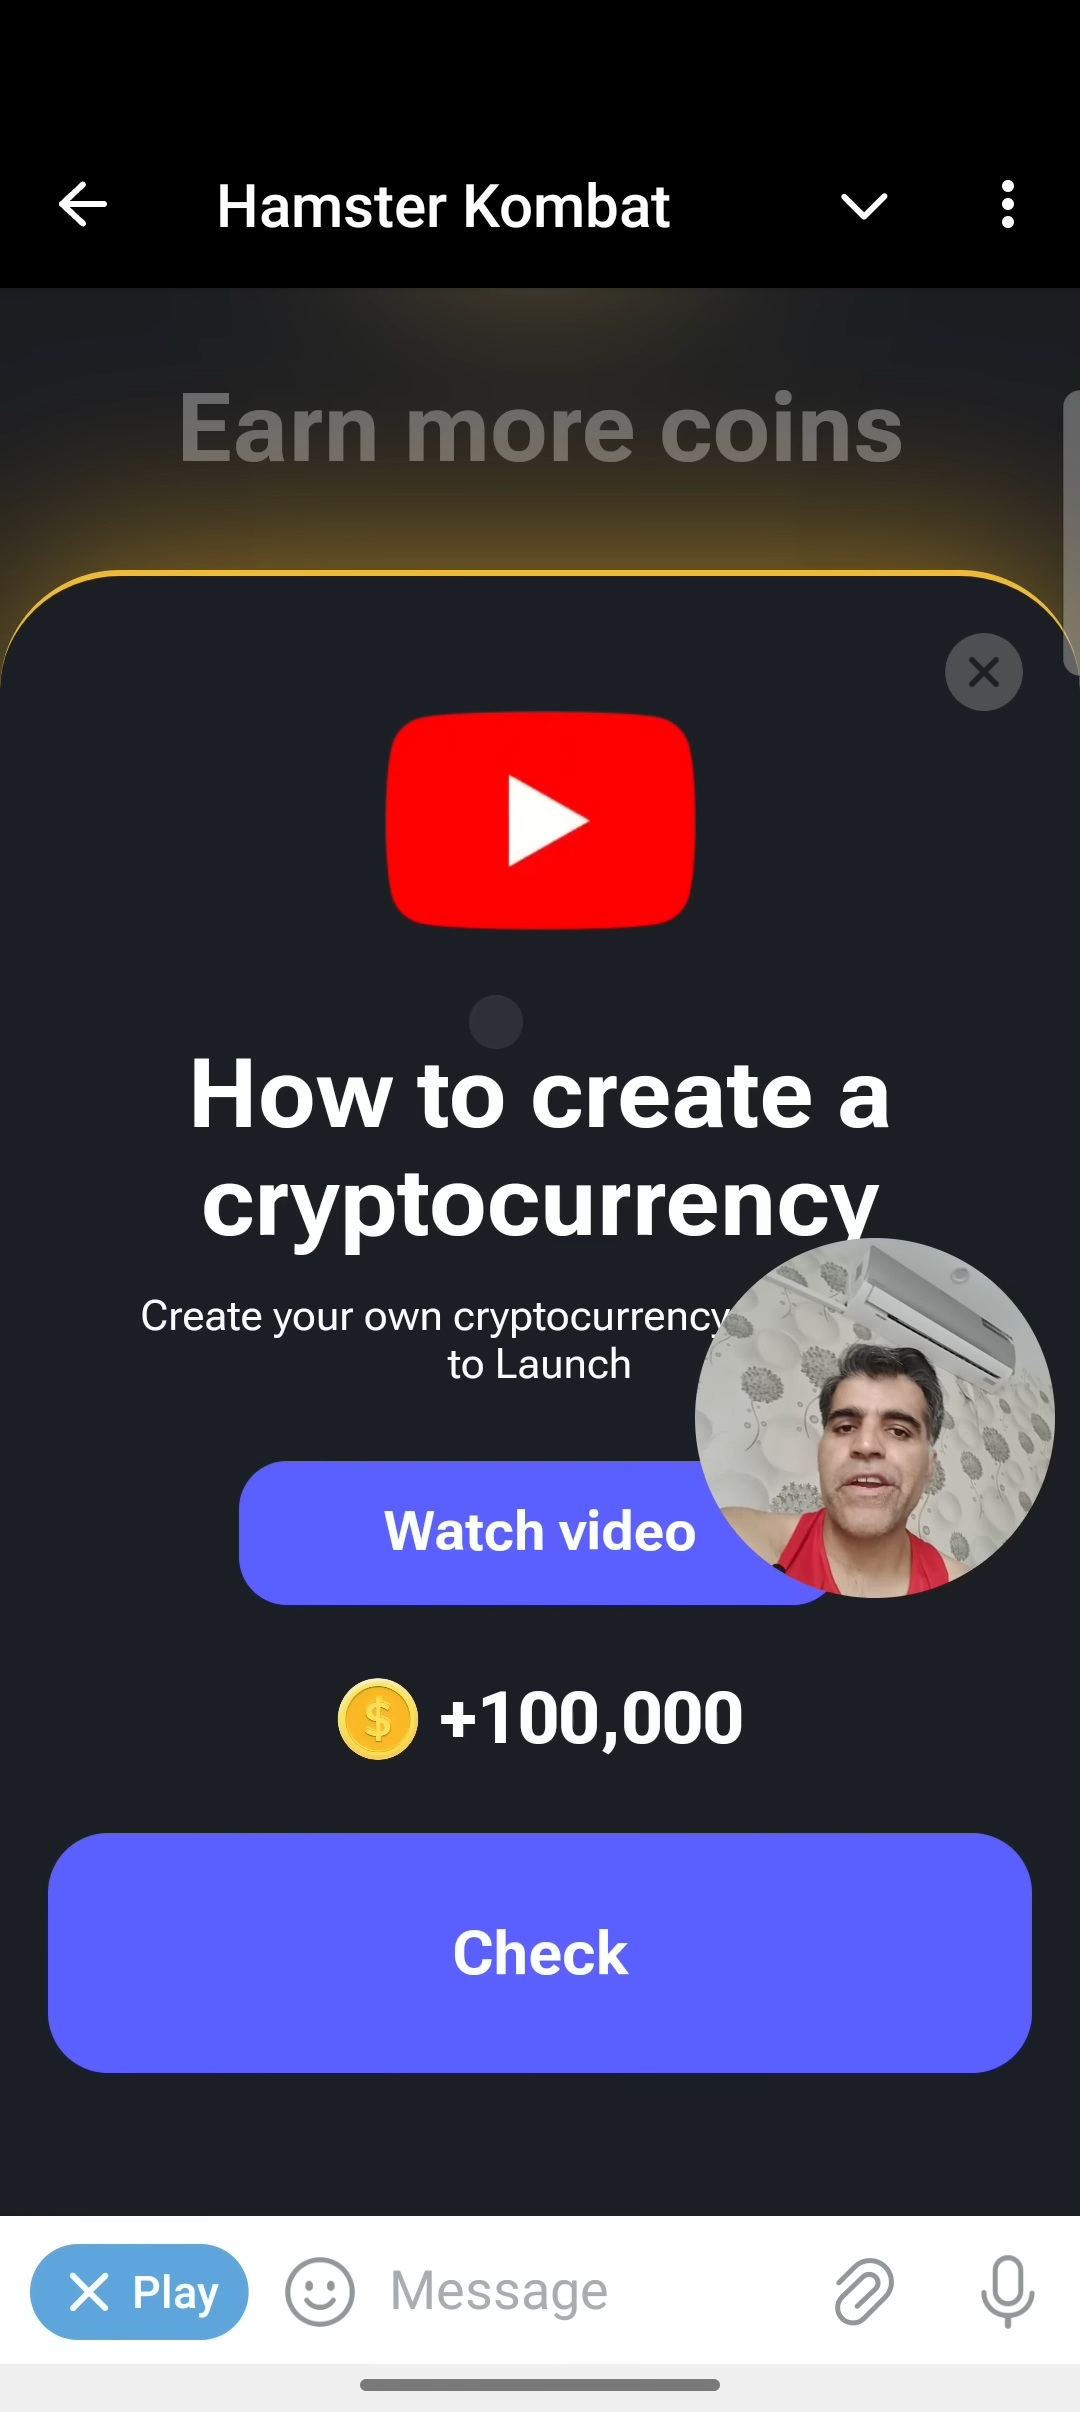 Hamster Kombat
Earn more coins
How to create a
cryptocurrency
Create your own cryptocurrency
to Launch
Watch video
+100,000
Check
Play
Message